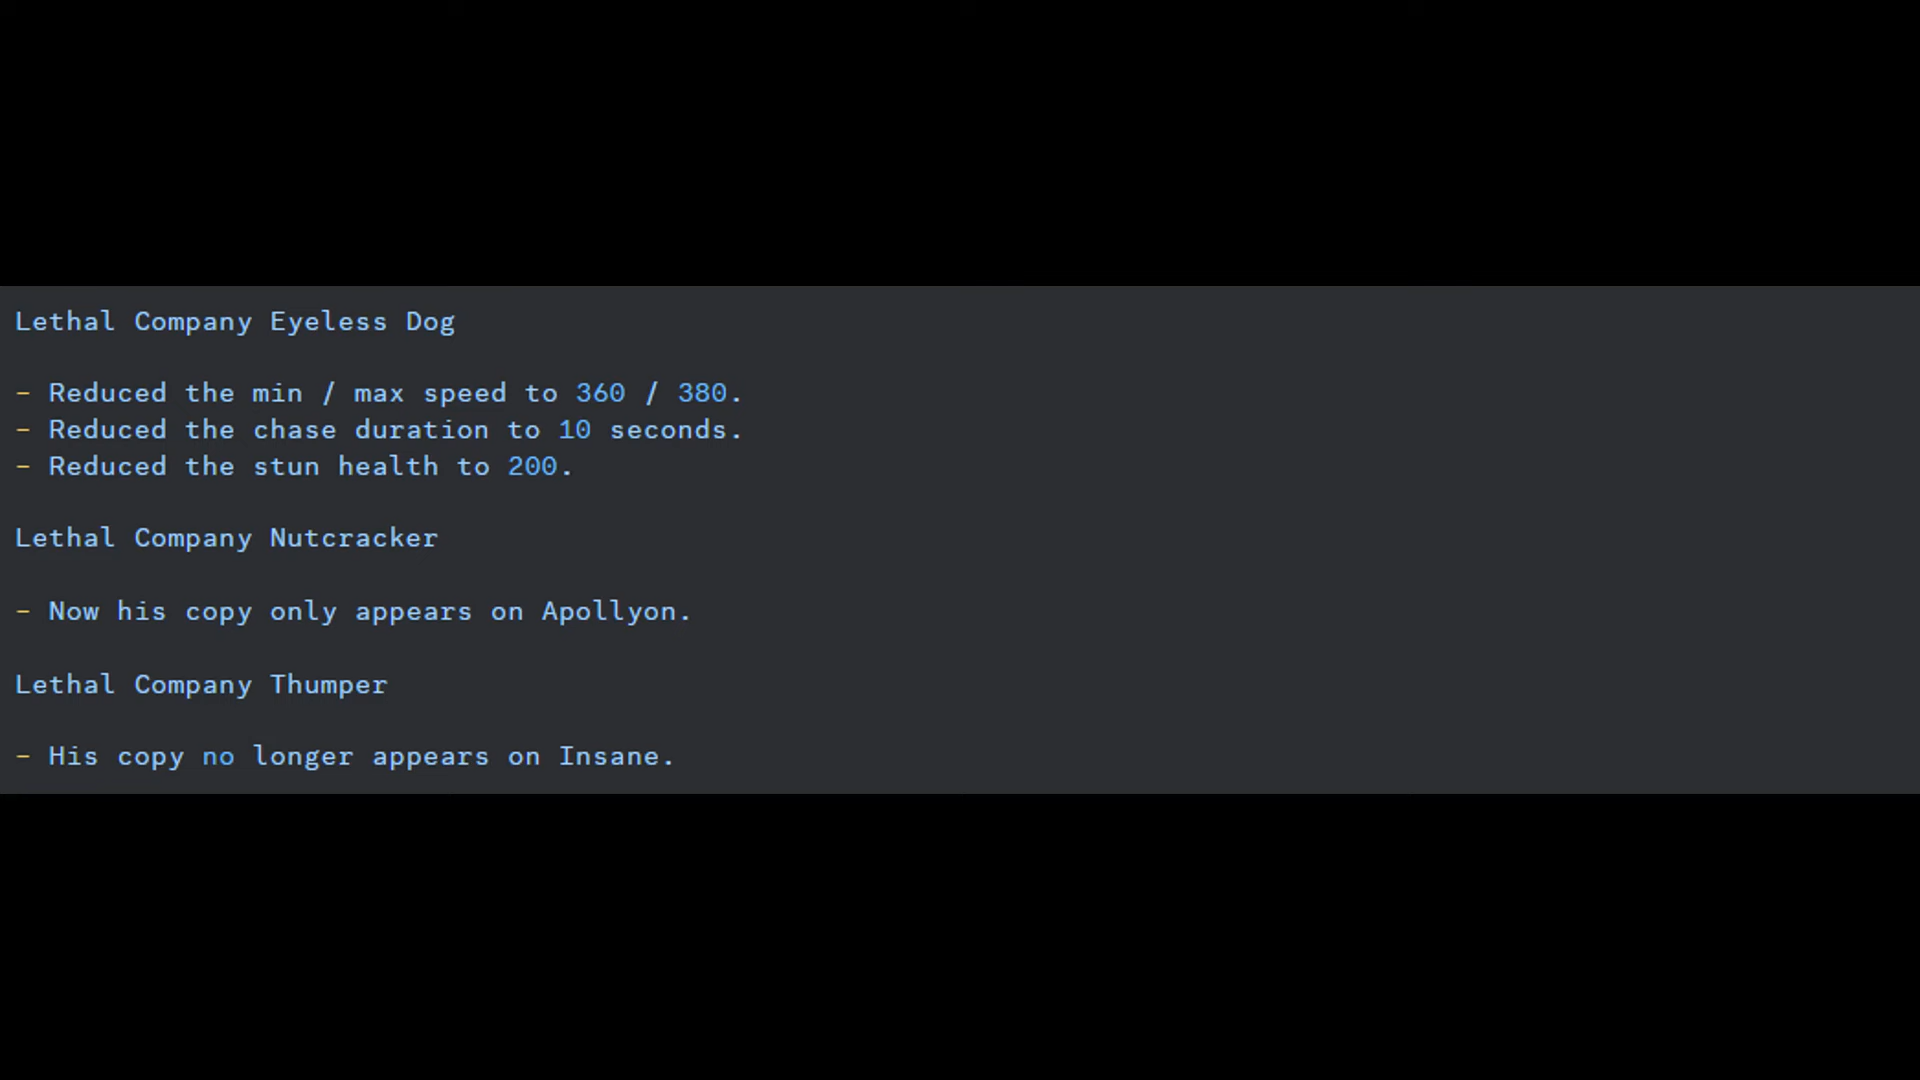 Lethal Company Eyeless Dog
- Reduced the min / max speed to 360 / 380.
- Reduced the chase duration to 10 seconds.
- Reduced the stun health to 200.
Lethal Company Nutcracker
- Now his copy only appears on Apollyon.
Lethal Company Thumper
- His copy no longer appears on Insane.